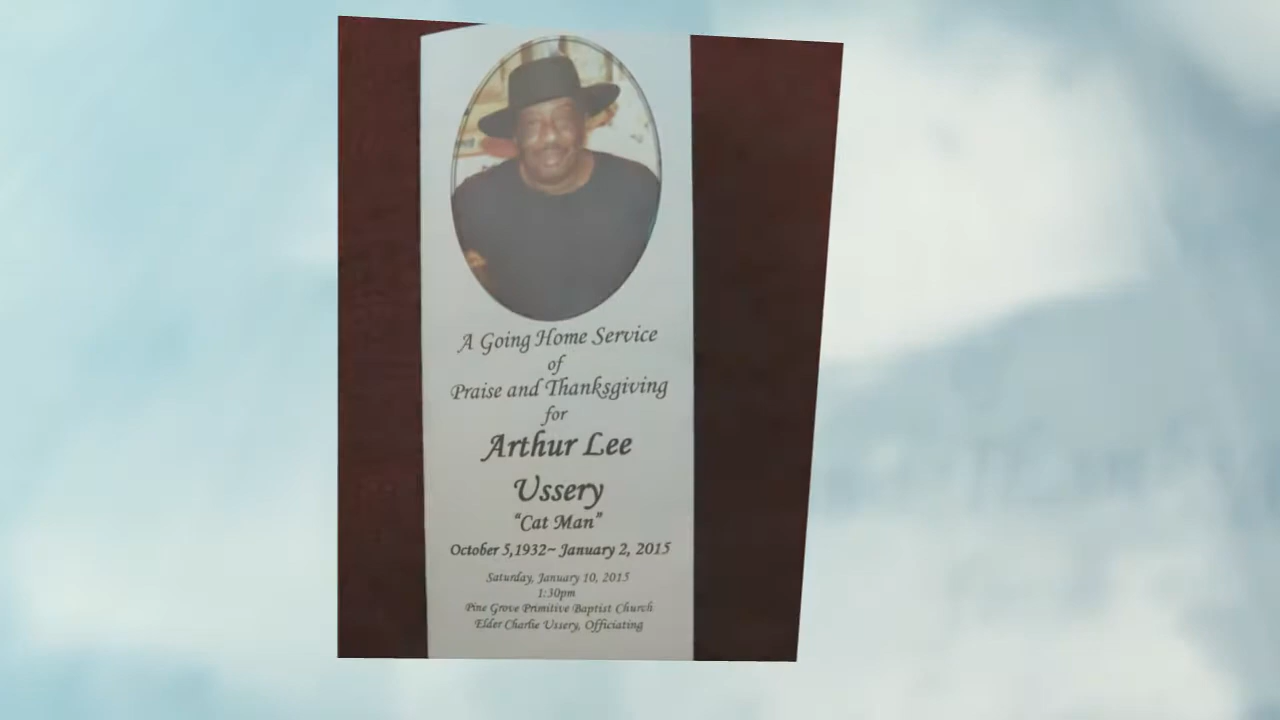 A Going Home Service
of
Praise and Thanksgiving
for
Arthur Lee
Ussery
"Cat Man"
October 5,1932~ January 2, 2015
Saturday, January 10, 2015
1:30pm
Pine Grove Primitive Baptist Church
Elder Charlie Ussery, Officiating